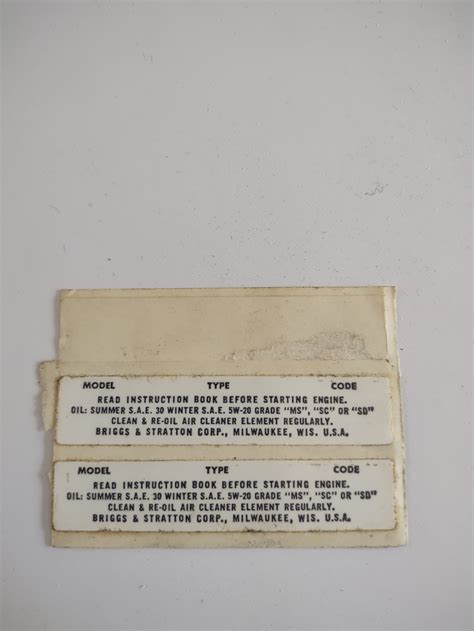 MODEL TYPE CODE
READ INSTRUCTION BOOK BEFORE STARTING ENGINE.
OIL: SUMMER S.A.E. 30 WINTER S.A.E. 5W-20 GRADE "MS", "SC" OR "SD"
CLEAN & RE-OIL AIR CLEANER ELEMENT REGULARLY.
BRIGGS & STRATTON CORP., MILWAUKEE, WIS. U.S.A.
MODEL TYPE CODE
READ INSTRUCTION BOOK BEFORE STARTING ENGINE.
OIL: SUMMER S.A.E. 30 WINTER S.A.E. 5W-20 GRADE "MS", "SC" OR "SD"
CLEAN & RE-OIL AIR CLEANER ELEMENT REGULARLY.
BRIGGS & STRATTON CORP., MILWAUKEE, WIS. U.S.A.